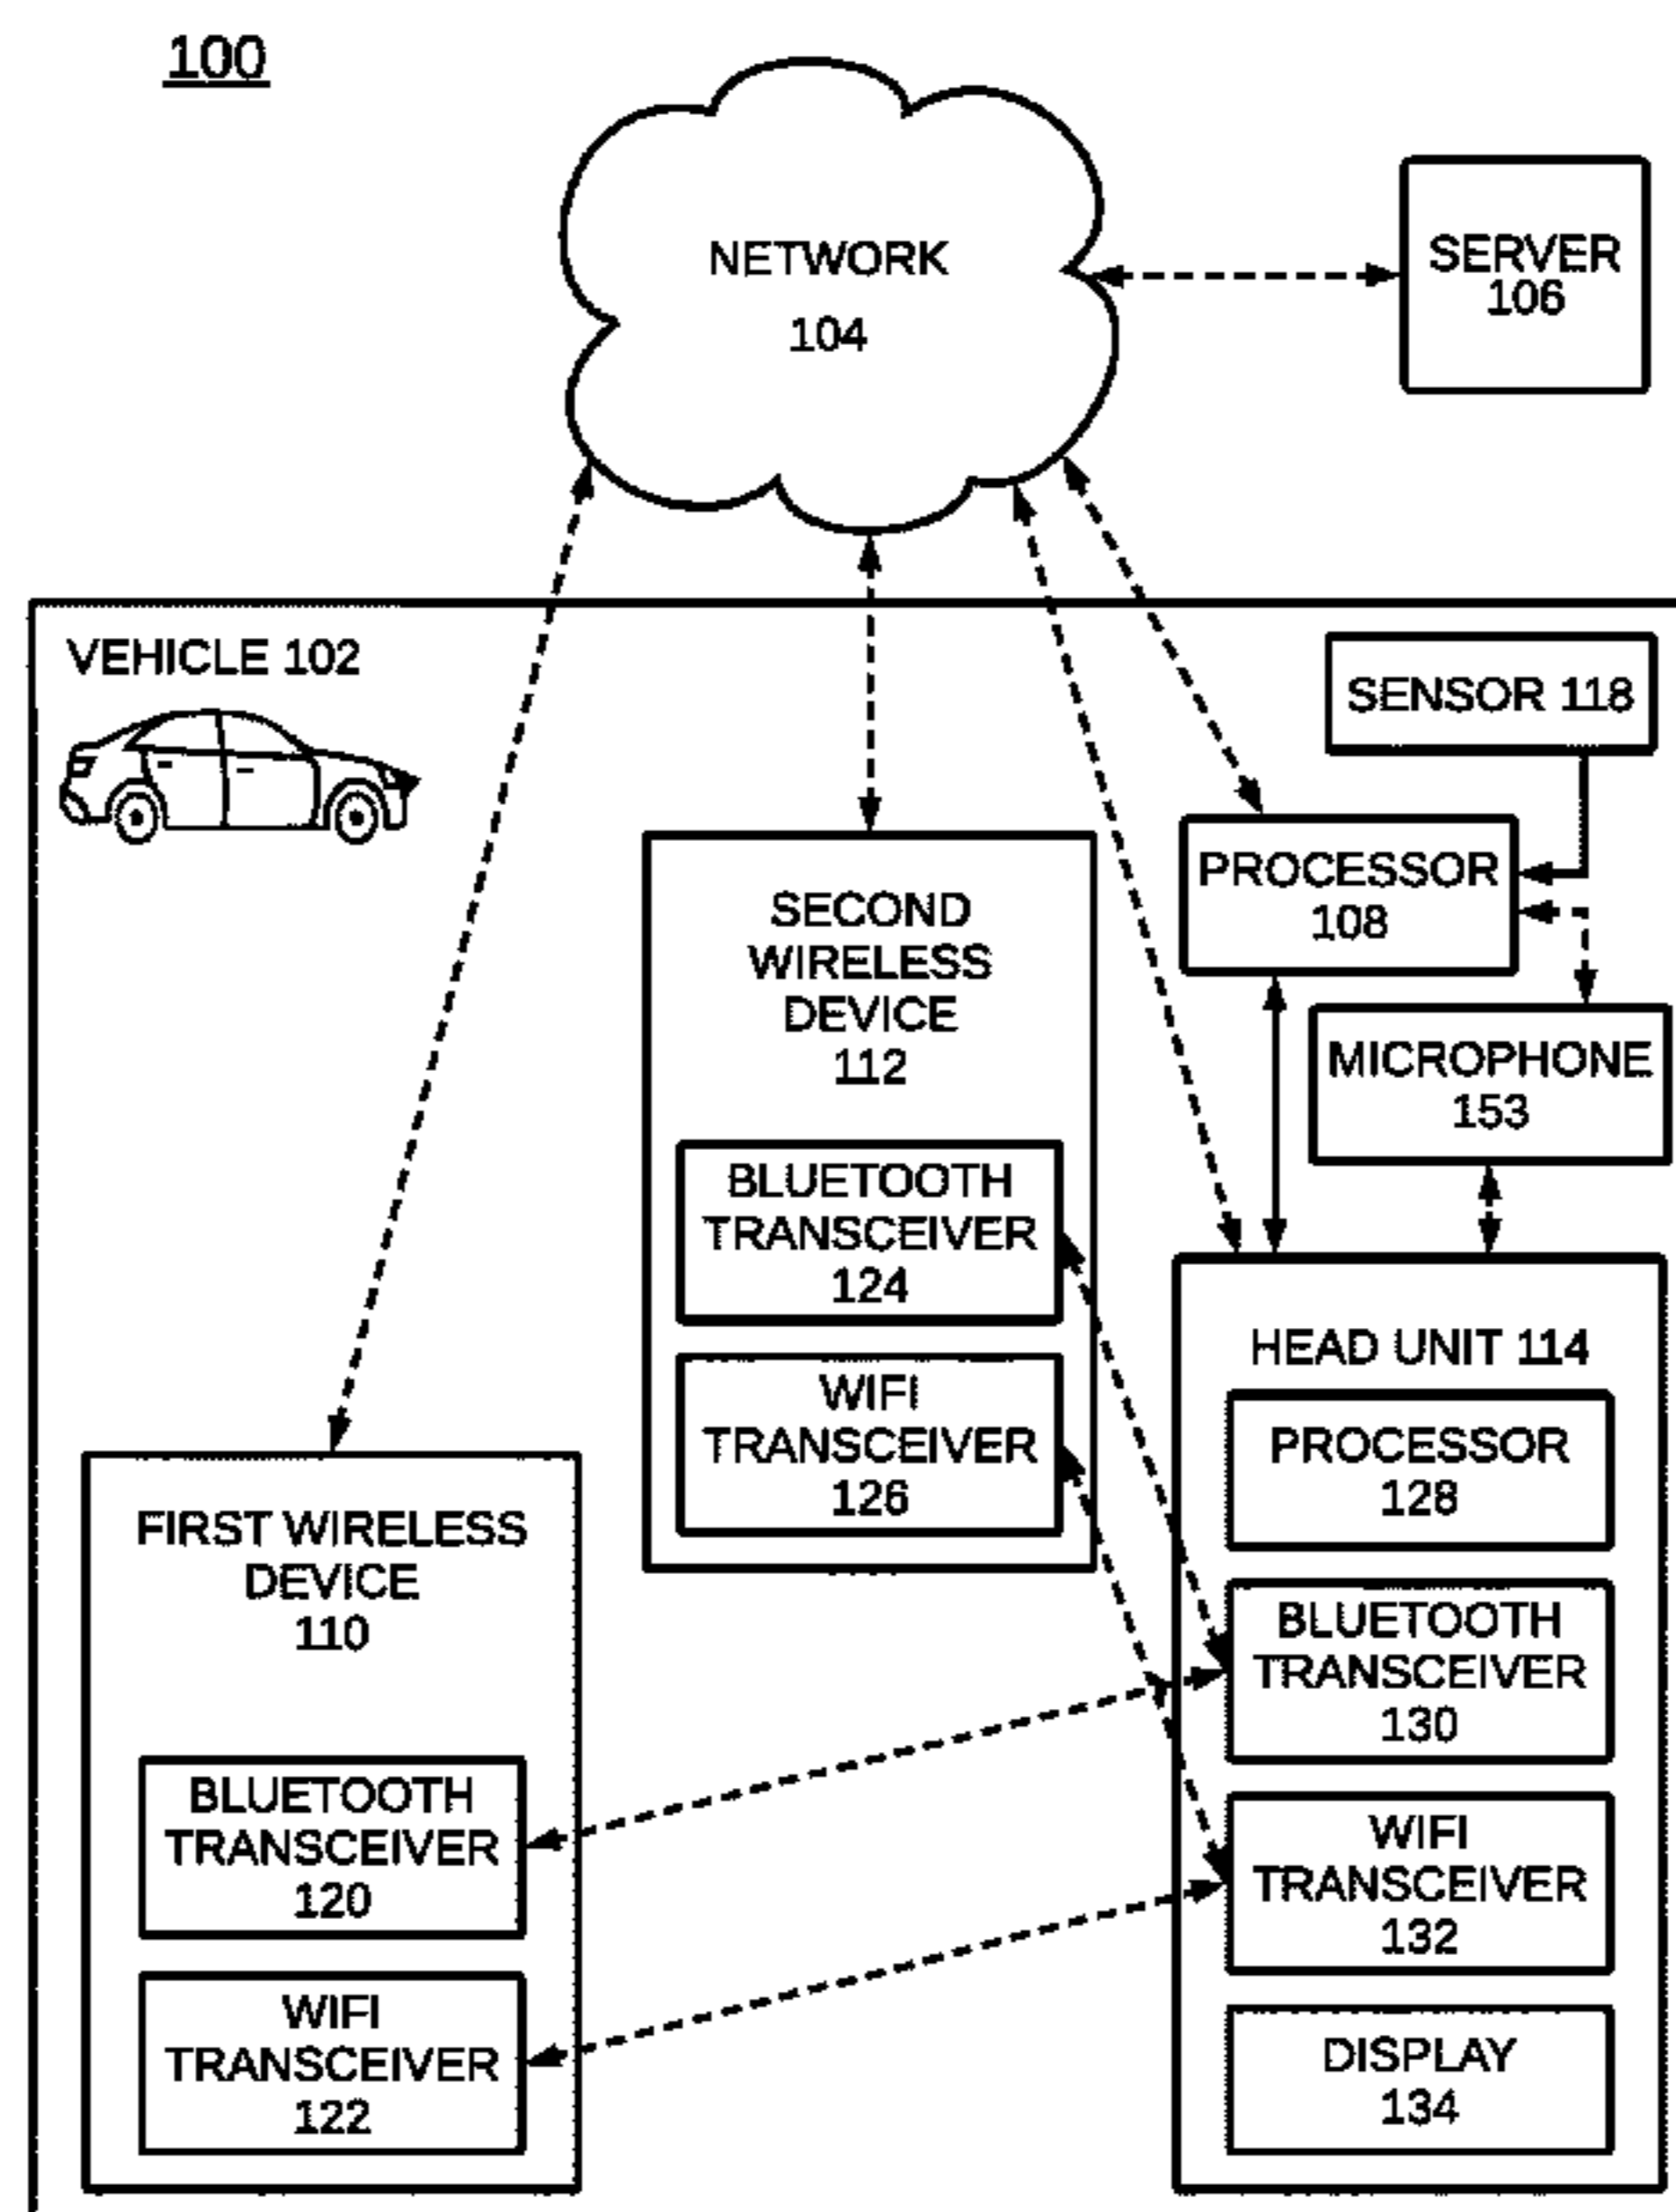 100
NETWORK
104
SERVER
106
VEHICLE 102
SENSOR 118
PROCESSOR
108
SECOND
WIRELESS
DEVICE
112
MICROPHONE
153
BLUETOOTH
TRANSCEIVER
124
WIFI
TRANSCEIVER
126
HEAD UNIT 114
PROCESSOR
128
BLUETOOTH
TRANSCEIVER
130
WIFI
TRANSCEIVER
132
DISPLAY
134
FIRST WIRELESS
DEVICE
110
BLUETOOTH
TRANSCEIVER
120
WIFI
TRANSCEIVER
122